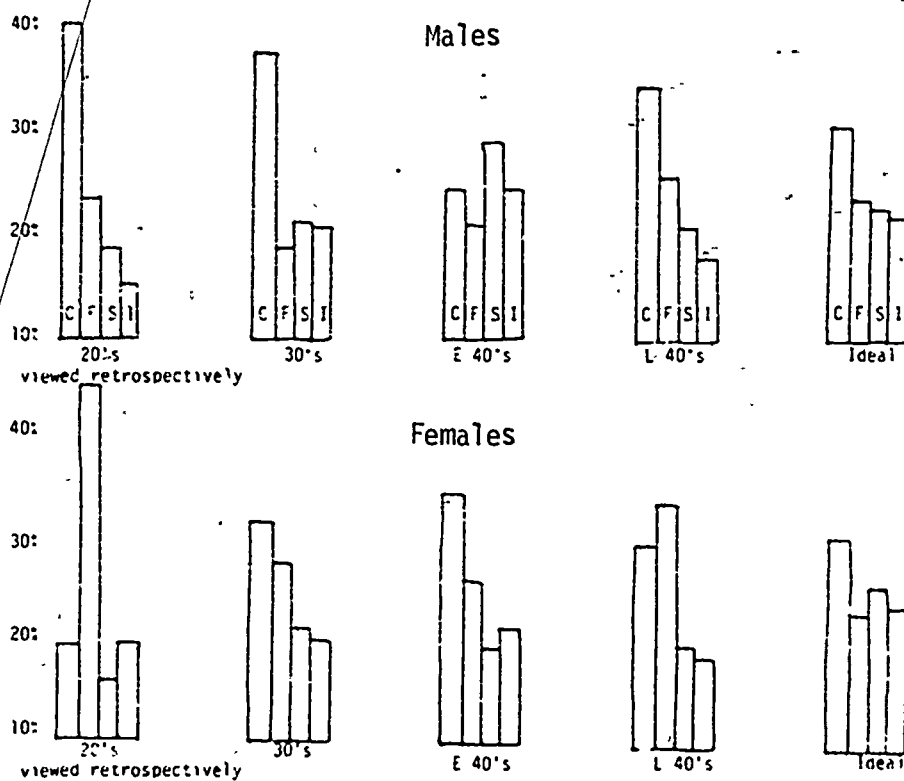 Males
40%
30%
20%
10%
C F S I
C F S I
C F S I
C F S I
C F S I
20's
30's
E 40's
L 40's
Ideal
viewed retrospectively
Females
40%
30%
20%
10%
20's
30's
E 40's
L 40's
Ideal
viewed retrospectively